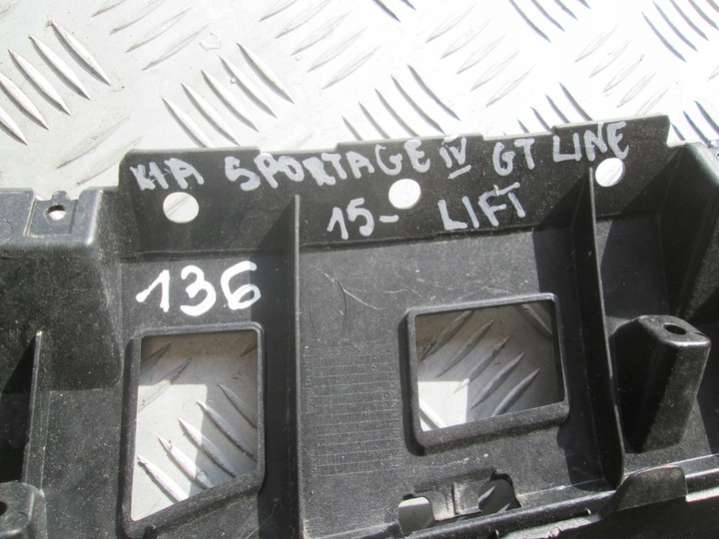 KIA SPORTAGE IV GT LINE
15- LIFT
136